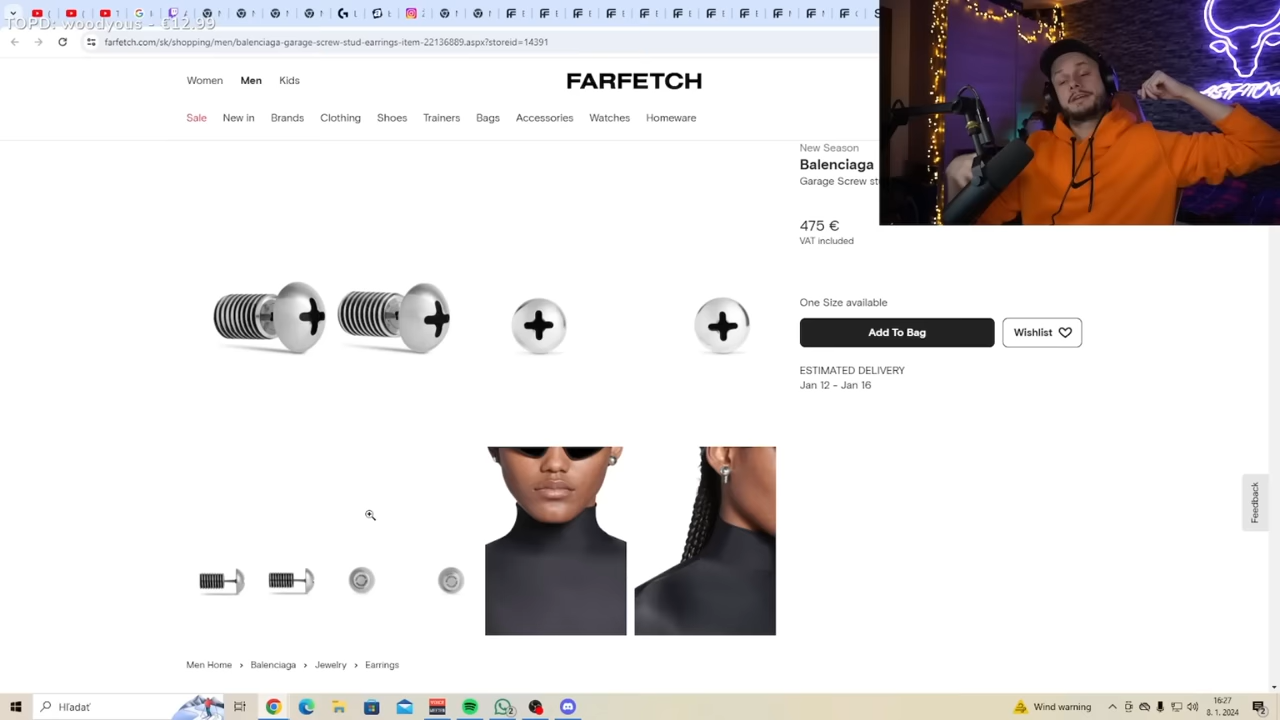 TOPD: woodyous - €12.99
farfetch.com/sk/shopping/men/balenciaga-garage-screw-stud-earrings-item-22136889.aspx?storeid=14391
Women Men Kids
FARFETCH
Sale New in Brands Clothing Shoes Trainers Bags Accessories Watches Homeware
New Season
Balenciaga
Garage Screw st
475 €
VAT included
One Size available
Add To Bag
Wishlist
ESTIMATED DELIVERY
Jan 12 - Jan 16
Feedback
Men Home › Balenciaga › Jewelry › Earrings
Hľadať
Wind warning
16:27
8. 1. 2024
2